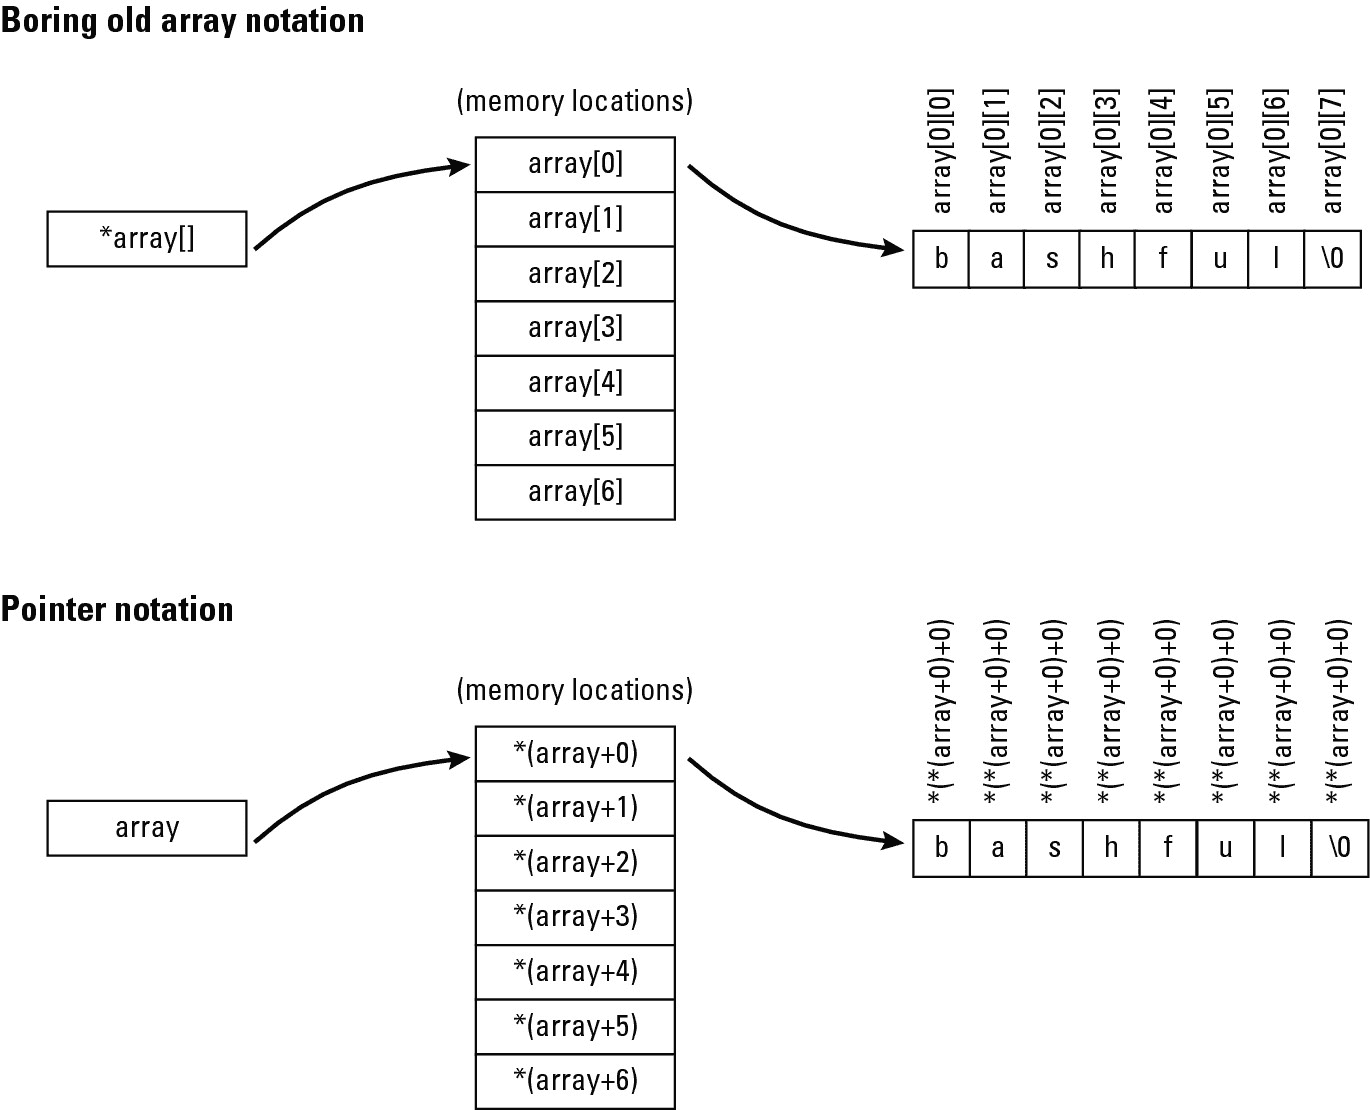 Boring old array notation
(memory locations)
array[0][0] array[0][1] array[0][2] array[0][3] array[0][4] array[0][5] array[0][6] array[0][7]
*array[]
array[0]
array[1]
array[2]
array[3]
array[4]
array[5]
array[6]
b a s h f u l \0
Pointer notation
(memory locations)
*(*(array+0)+0) *(*(array+0)+0) *(*(array+0)+0) *(*(array+0)+0) *(*(array+0)+0) *(*(array+0)+0) *(*(array+0)+0) *(*(array+0)+0)
array
*(array+0)
*(array+1)
*(array+2)
*(array+3)
*(array+4)
*(array+5)
*(array+6)
b a s h f u l \0